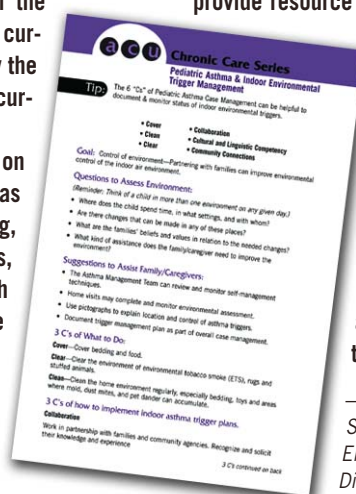 provide resource
the
cur-
the
cur-
on
as
g,
s,
h
e
acu
Chronic Care Series
Pediatric Asthma & Indoor Environmental
Trigger Management
Tip: The 6 "Cs" of Pediatric Asthma Case Management can be helpful to
document & monitor status of indoor environmental triggers.
• Cover • Collaboration
• Clean • Cultural and Linguistic Competency
• Clear • Community Connections
Goal: Control of environment—Partnering with families can improve environmental
control of the indoor air environment.
Questions to Assess Environment:
(Reminder: Think of a child in more than one environment on any given day.)
• Where does the child spend time, in what settings, and with whom?
• Are there changes that can be made in any of these places?
• What are the families' beliefs and values in relation to the needed changes?
• What kind of assistance does the family/caregiver need to improve the
environment?
Suggestions to Assist Family/Caregivers:
• The Asthma Management Team can review and monitor self-management
techniques.
• Home visits may complete and monitor environmental assessment.
• Use pictographs to explain location and control of asthma triggers.
• Document trigger management plan as part of overall case management.
3 C's of What to Do:
Cover—Cover bedding and food.
Clear—Clear the environment of environmental tobacco smoke (ETS), rugs and
stuffed animals.
Clean—Clean the home environment regularly, especially bedding, toys and areas
where mold, dust mites, and pet dander can accumulate.
3 C's of how to implement indoor asthma trigger plans.
Collaboration
Work in partnership with families and community agencies. Recognize and solicit
their knowledge and experience
3 C's continued on back
t
S
E
Di